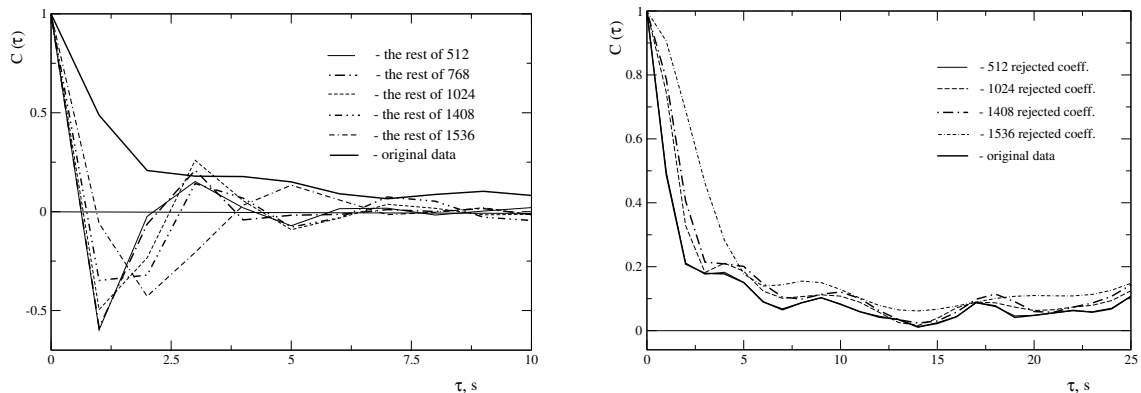 C (τ)
1
0.5
0
-0.5
0
2.5
5
7.5
10
τ, s
- the rest of 512
- the rest of 768
- the rest of 1024
- the rest of 1408
- the rest of 1536
- original data
C (τ)
1
0.8
0.6
0.4
0.2
0
0
5
10
15
20
25
τ, s
- 512 rejected coeff.
- 1024 rejected coeff.
- 1408 rejected coeff.
- 1536 rejected coeff.
- original data